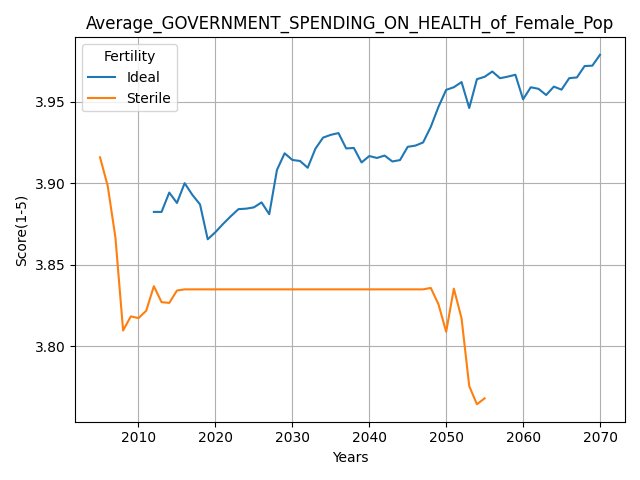 Average_GOVERNMENT_SPENDING_ON_HEALTH_of_Female_Pop
Fertility
Ideal
Sterile
3.95
3.90
3.85
3.80
Score(1-5)
2010 2020 2030 2040 2050 2060 2070
Years